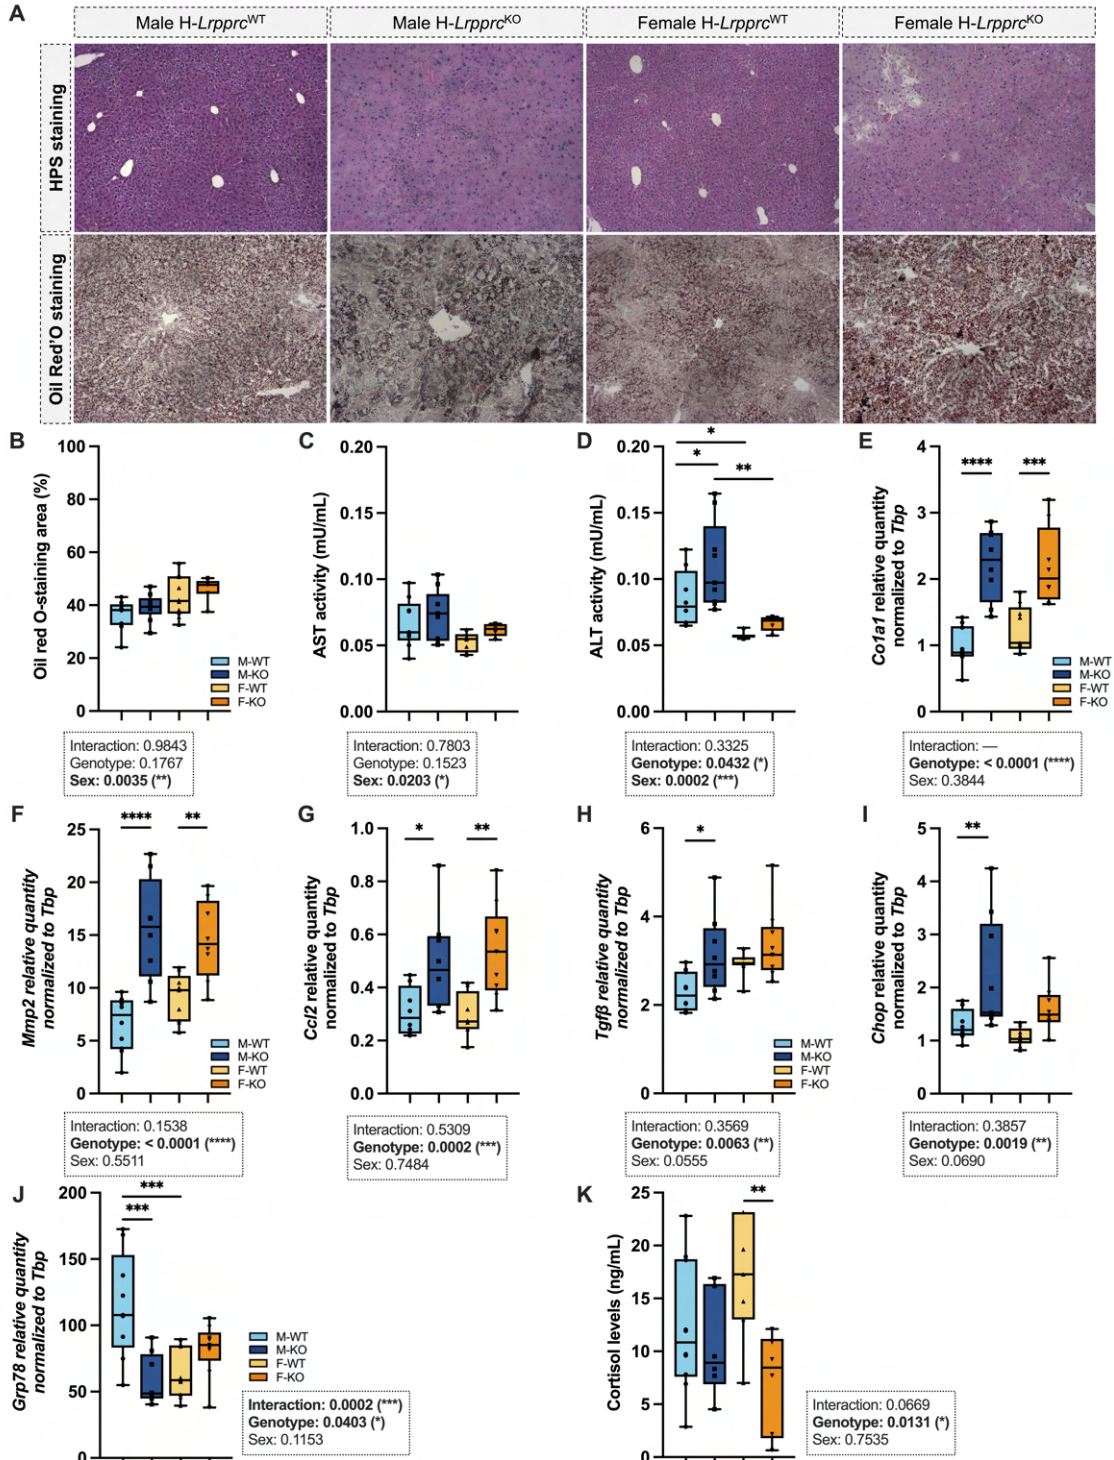 A
Male H-LrpprcWT
Male H-LrpprcKO
Female H-LrpprcWT
Female H-LrpprcKO
HPS staining
Oil Red'O staining
B
Oil red O-staining area (%)
100
80
60
40
20
0
M-WT
M-KO
F-WT
F-KO
Interaction: 0.9843
Genotype: 0.1767
Sex: 0.0035 (**)
C
AST activity (mU/mL)
0.20
0.15
0.10
0.05
0.00
Interaction: 0.7803
Genotype: 0.1523
Sex: 0.0203 (*)
D
ALT activity (mU/mL)
0.20
0.15
0.10
0.05
0.00
*
*
**
Interaction: 0.3325
Genotype: 0.0432 (*)
Sex: 0.0002 (***)
E
Co1a1 relative quantity
normalized to Tbp
4
3
2
1
0
****
***
M-WT
M-KO
F-WT
F-KO
Interaction: —
Genotype: < 0.0001 (****)
Sex: 0.3844
F
Mmp2 relative quantity
normalized to Tbp
25
20
15
10
5
0
****
**
M-WT
M-KO
F-WT
F-KO
Interaction: 0.1538
Genotype: < 0.0001 (****)
Sex: 0.5511
G
Ccl2 relative quantity
normalized to Tbp
1.0
0.8
0.6
0.4
0.2
0.0
*
**
Interaction: 0.5309
Genotype: 0.0002 (***)
Sex: 0.7484
H
Tgfβ relative quantity
normalized to Tbp
6
4
2
0
*
M-WT
M-KO
F-WT
F-KO
Interaction: 0.3569
Genotype: 0.0063 (**)
Sex: 0.0555
I
Chop relative quantity
normalized to Tbp
5
4
3
2
1
0
**
Interaction: 0.3857
Genotype: 0.0019 (**)
Sex: 0.0690
J
Grp78 relative quantity
normalized to Tbp
200
150
100
50
0
***
***
M-WT
M-KO
F-WT
F-KO
Interaction: 0.0002 (***)
Genotype: 0.0403 (*)
Sex: 0.1153
K
Cortisol levels (ng/mL)
25
20
15
10
5
0
**
Interaction: 0.0669
Genotype: 0.0131 (*)
Sex: 0.7535